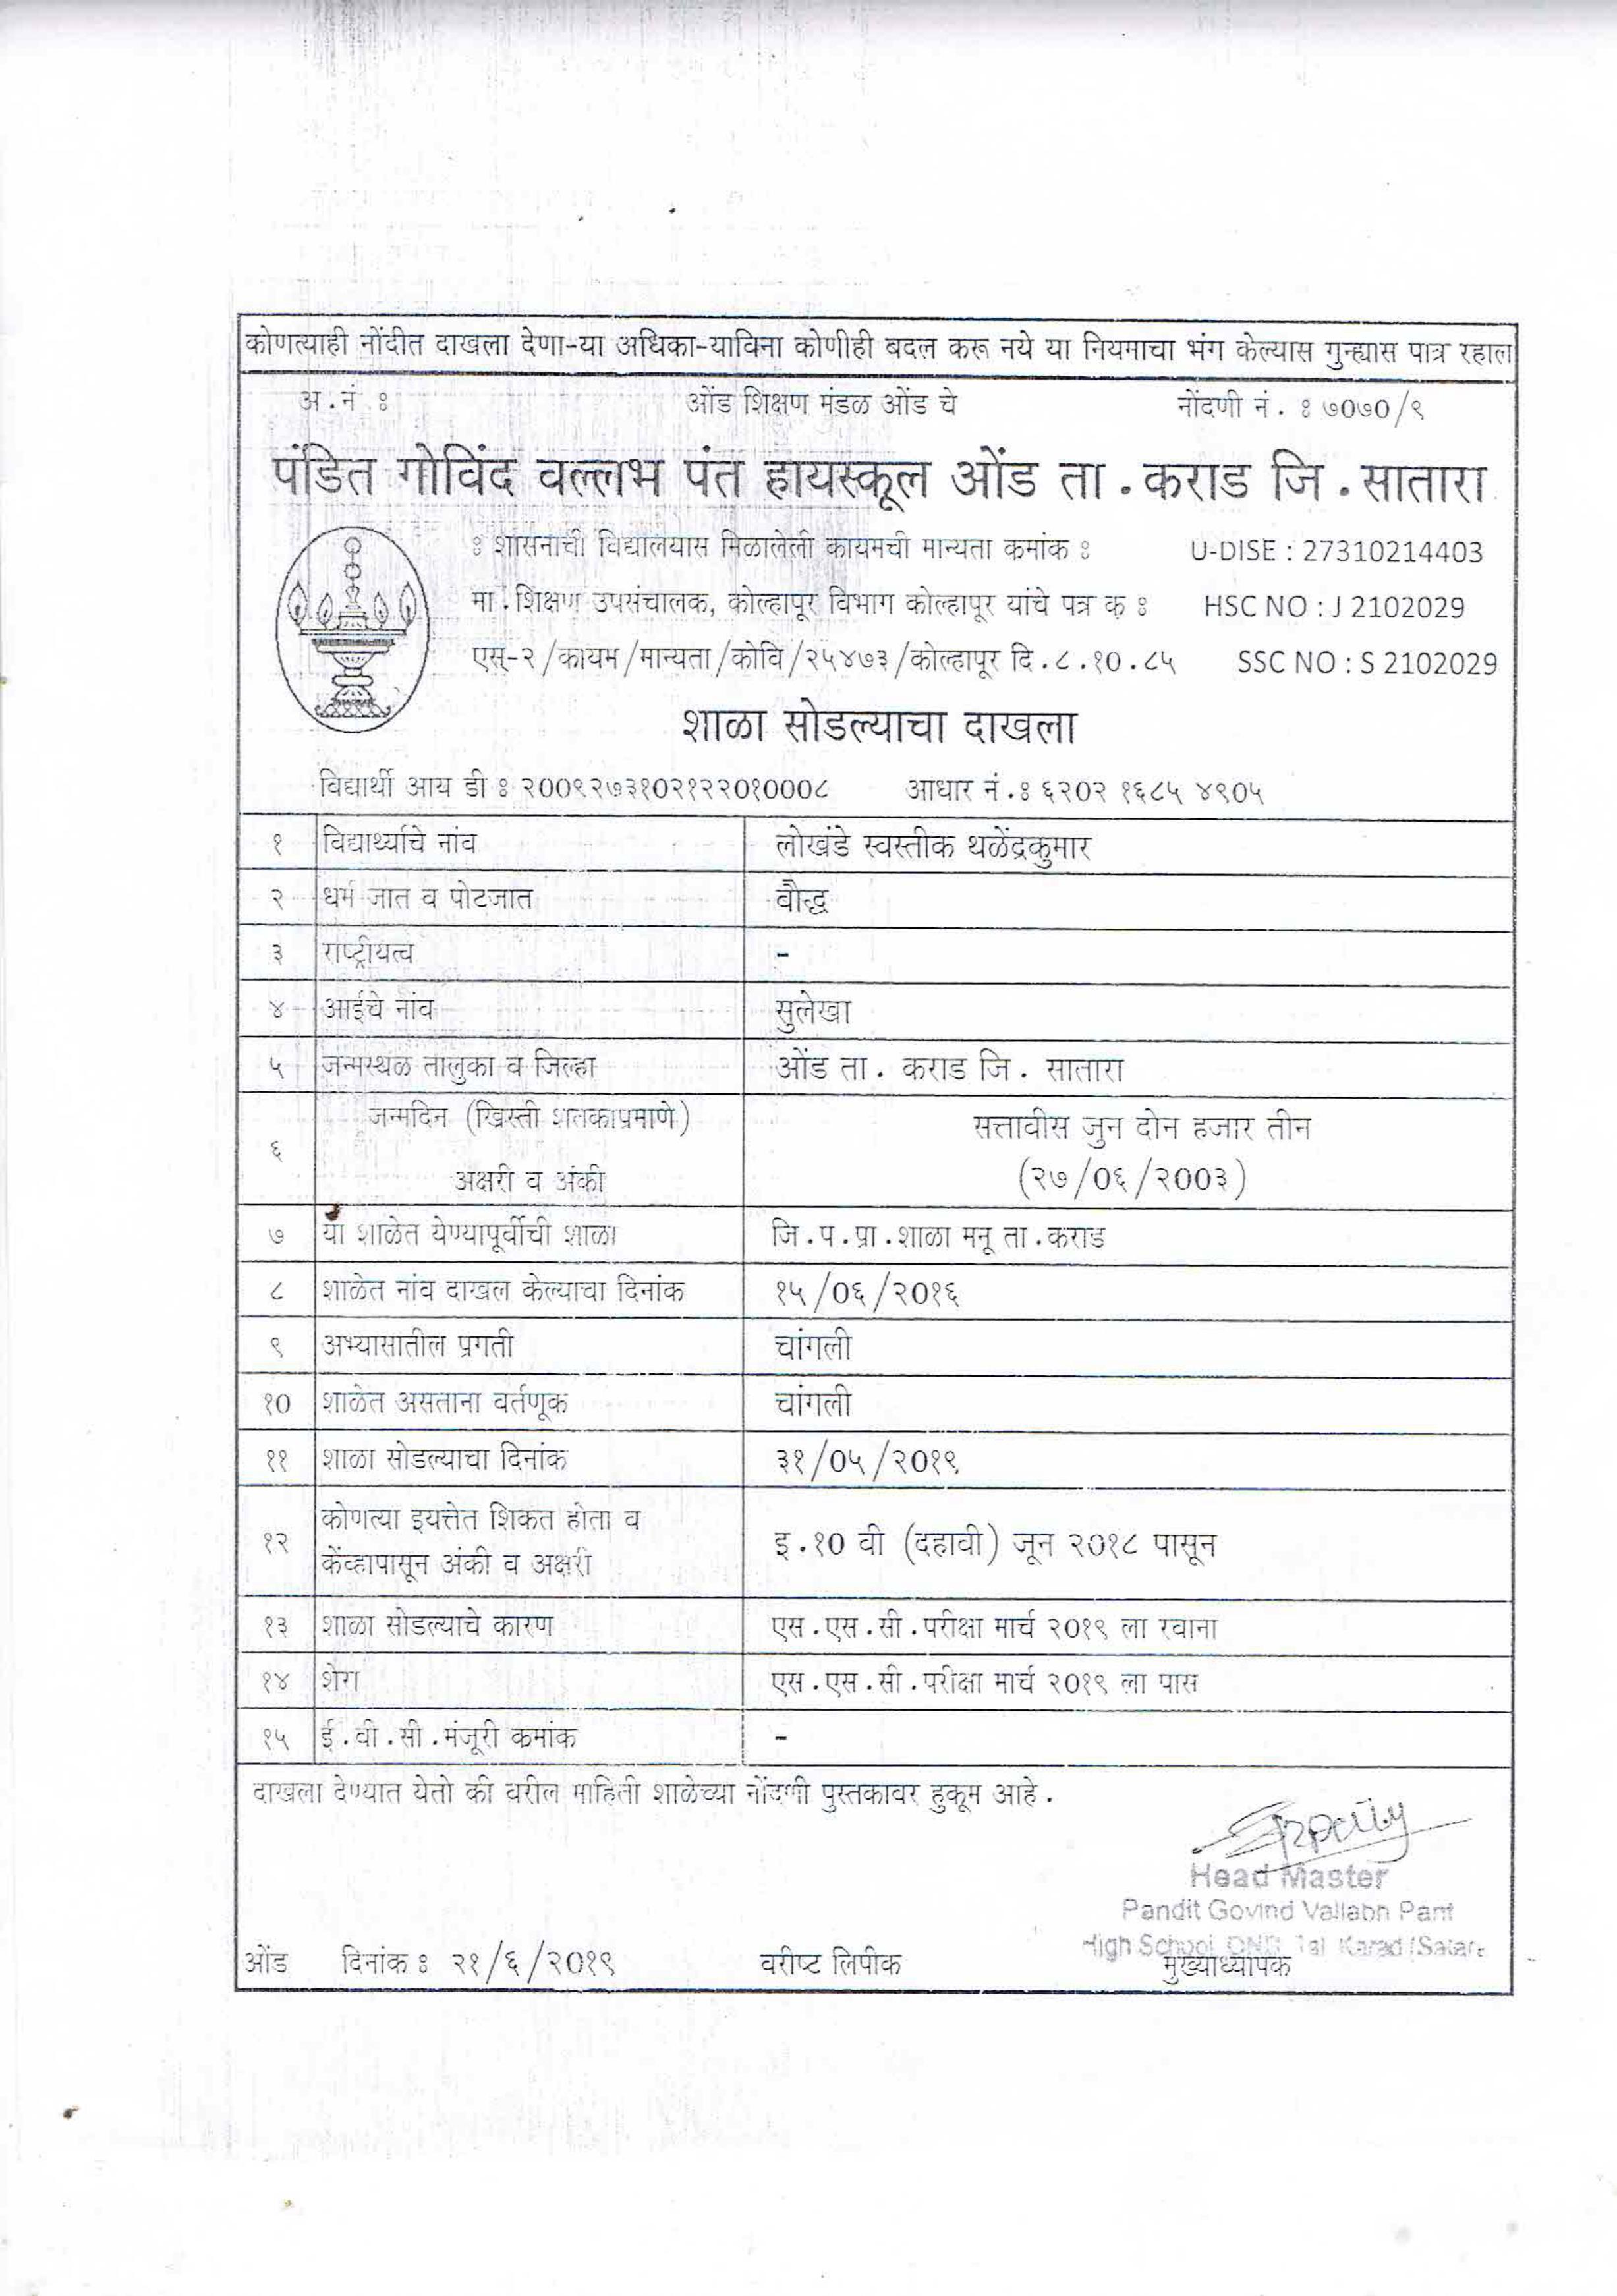 कोणत्याही नोंदीत दाखला देणा-या अधिका-याविना कोणीही बदल करू नये या नियमाचा भंग केल्यास गुन्ह्यास पात्र रहाल
अ.नं : ओंड शिक्षण मंडळ ओंड चे नोंदणी नं. : ७०७०/९
पंडित गोविंद वल्लभ पंत हायस्कूल ओंड ता.कराड जि.सातारा
: शासनाची विद्यालयास मिळालेली कायमची मान्यता कमांक : U-DISE : 27310214403
मा.शिक्षण उपसंचालक, कोल्हापूर विभाग कोल्हापूर यांचे पत्र क्र : HSC NO : J 2102029
एस्-२/कायम/मान्यता/कोवि/२५४७३/कोल्हापूर दि.८.१०.८५ SSC NO : S 2102029
शाळा सोडल्याचा दाखला
विद्यार्थी आय डी : २००९२७३१०२१२२०१०००८ आधार नं.: ६२०२ १६८५ ४९०५
१ विद्यार्थ्याचे नांव लोखंडे स्वस्तीक थळेंद्रकुमार
२ धर्म जात व पोटजात बौद्ध
३ राष्ट्रीयत्व -
४ आईचे नांव सुलेखा
५ जन्मस्थळ तालुका व जिल्हा ओंड ता. कराड जि. सातारा
जन्मदिन (खिस्ती शतकाप्रमाणे) सत्तावीस जुन दोन हजार तीन
६ अक्षरी व अंकी (२७/०६/२००३)
७ या शाळेत येण्यापूर्वीची शाळा जि.प.प्रा.शाळा मनू ता.कराड
८ शाळेत नांव दाखल केल्याचा दिनांक १५/०६/२०१६
९ अभ्यासातील प्रगती चांगली
१० शाळेत असताना वर्तणूक चांगली
११ शाळा सोडल्याचा दिनांक ३१/०५/२०१९
१२ कोणत्या इयत्तेत शिकत होता व
केंव्हापासून अंकी व अक्षरी इ.१० वी (दहावी) जून २०१८ पासून
१३ शाळा सोडल्याचे कारण एस.एस.सी.परीक्षा मार्च २०१९ ला रवाना
१४ शेरा एस.एस.सी.परीक्षा मार्च २०१९ ला पास
१५ ई.बी.सी.मंजूरी कमांक -
दाखला देण्यात येतो की वरील माहिती शाळेच्या नोंदणी पुस्तकावर हुकूम आहे.
Head Master
Pandit Govind Vallabh Pant
High School OND, Tal Karad (Satara
ओंड दिनांक : २१/६/२०१९ वरीष्ट लिपीक मुख्याध्यापक